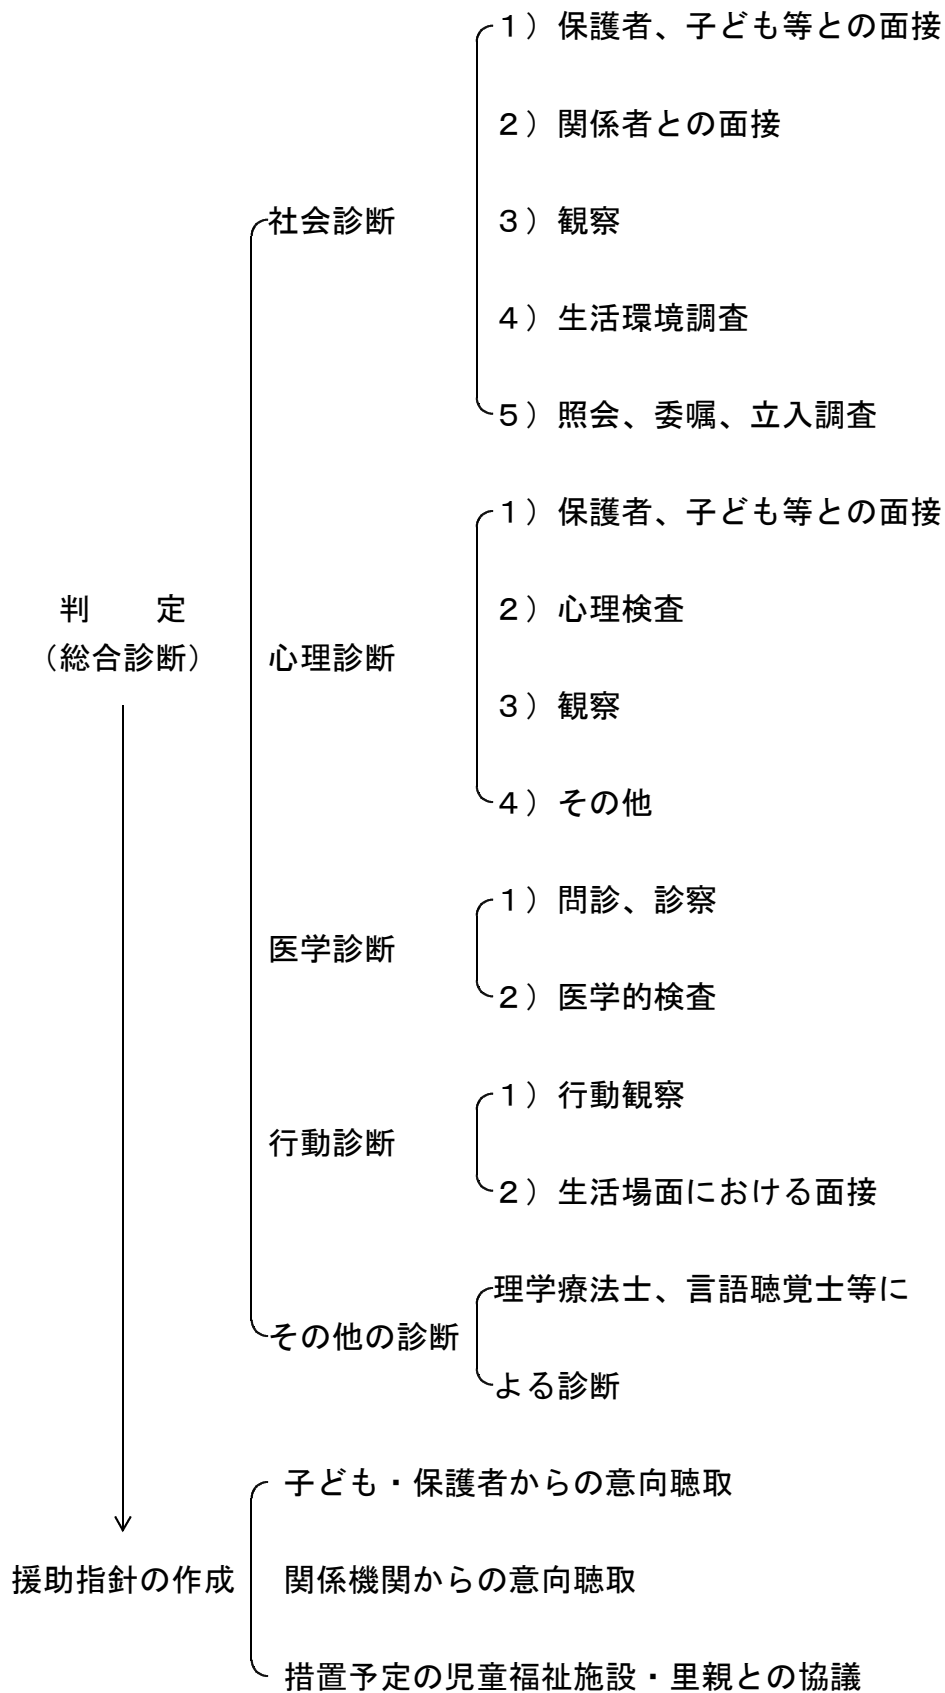 １）保護者、子ども等との面接
２）関係者との面接
社会診断
３）観察
４）生活環境調査
５）照会、委嘱、立入調査
１）保護者、子ども等との面接
判　　定
２）心理検査
（総合診断）
心理診断
３）観察
４）その他
１）問診、診察
医学診断
２）医学的検査
１）行動観察
行動診断
２）生活場面における面接
理学療法士、言語聴覚士等に
その他の診断
よる診断
子ども・保護者からの意向聴取
援助指針の作成
関係機関からの意向聴取
措置予定の児童福祉施設・里親との協議